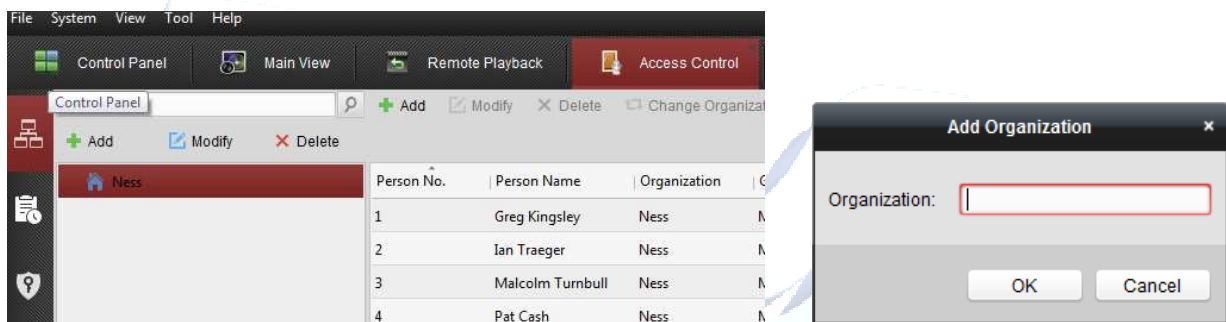 File System View Tool Help
Control Panel Main View Remote Playback Access Control
Control Panel
Add Modify Delete Change Organizat
Add Modify Delete
Ness
Person No. Person Name Organization
1 Greg Kingsley Ness
2 Ian Traeger Ness
3 Malcolm Turnbull Ness
4 Pat Cash Ness
Add Organization ×
Organization:
OK Cancel